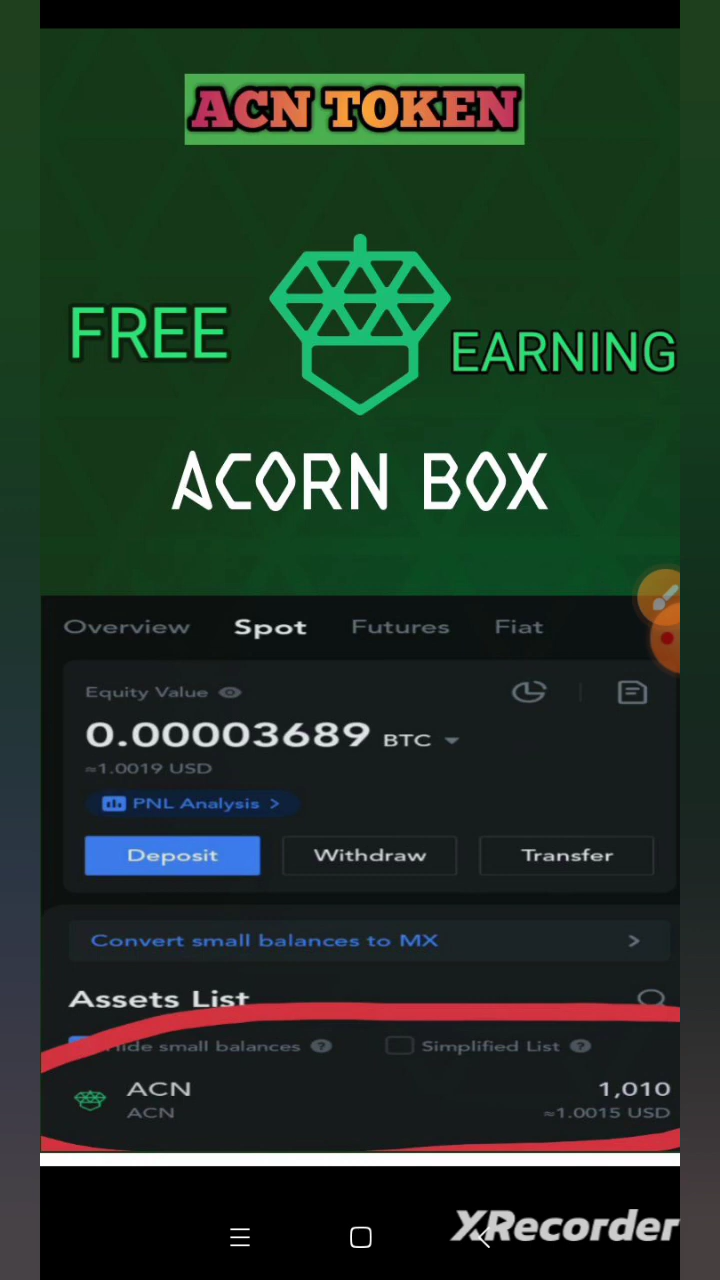 ACN TOKEN
FREE
EARNING
ACORN BOX
Overview Spot Futures Fiat
Equity Value
0.00003689 BTC
≈1.0019 USD
PNL Analysis >
Deposit Withdraw Transfer
Convert small balances to MX >
Assets List
Hide small balances ? Simplified List ?
ACN 1,010
ACN ≈1.0015 USD
XRecorder